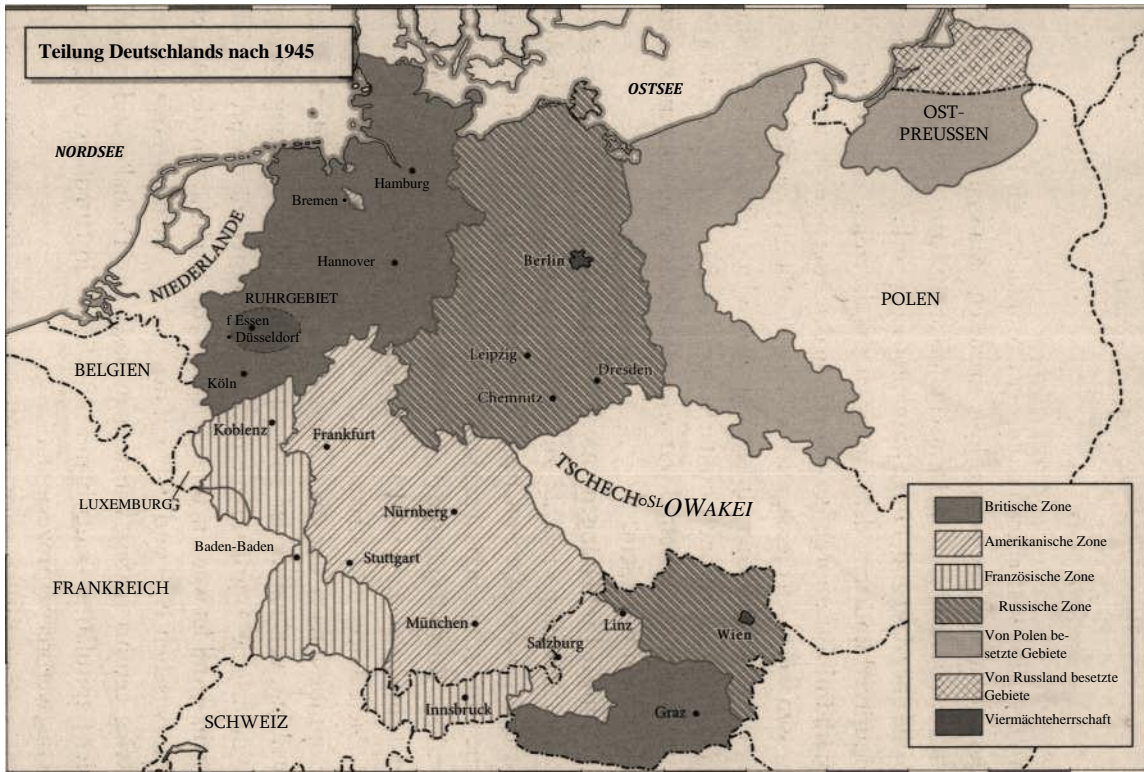 Teilung Deutschlands nach 1945
OSTSEE
OST-
PREUSSEN
NORDSEE
Hamburg
Bremen
NIEDERLANDE
Hannover
Berlin
RUHRGEBIET
POLEN
f Essen
Düsseldorf
BELGIEN
Leipzig
Dresden
Köln
Chemnitz
Koblenz
Frankfurt
TSCHECHoSLOWAKEI
LUXEMBURG
Nürnberg
Baden-Baden
Stuttgart
FRANKREICH
München
Linz
Wien
Salzburg
Innsbruck
Graz
SCHWEIZ
Britische Zone
Amerikanische Zone
Französische Zone
Russische Zone
Von Polen be-
setzte Gebiete
Von Russland besetzte
Gebiete
Viermächteherrschaft